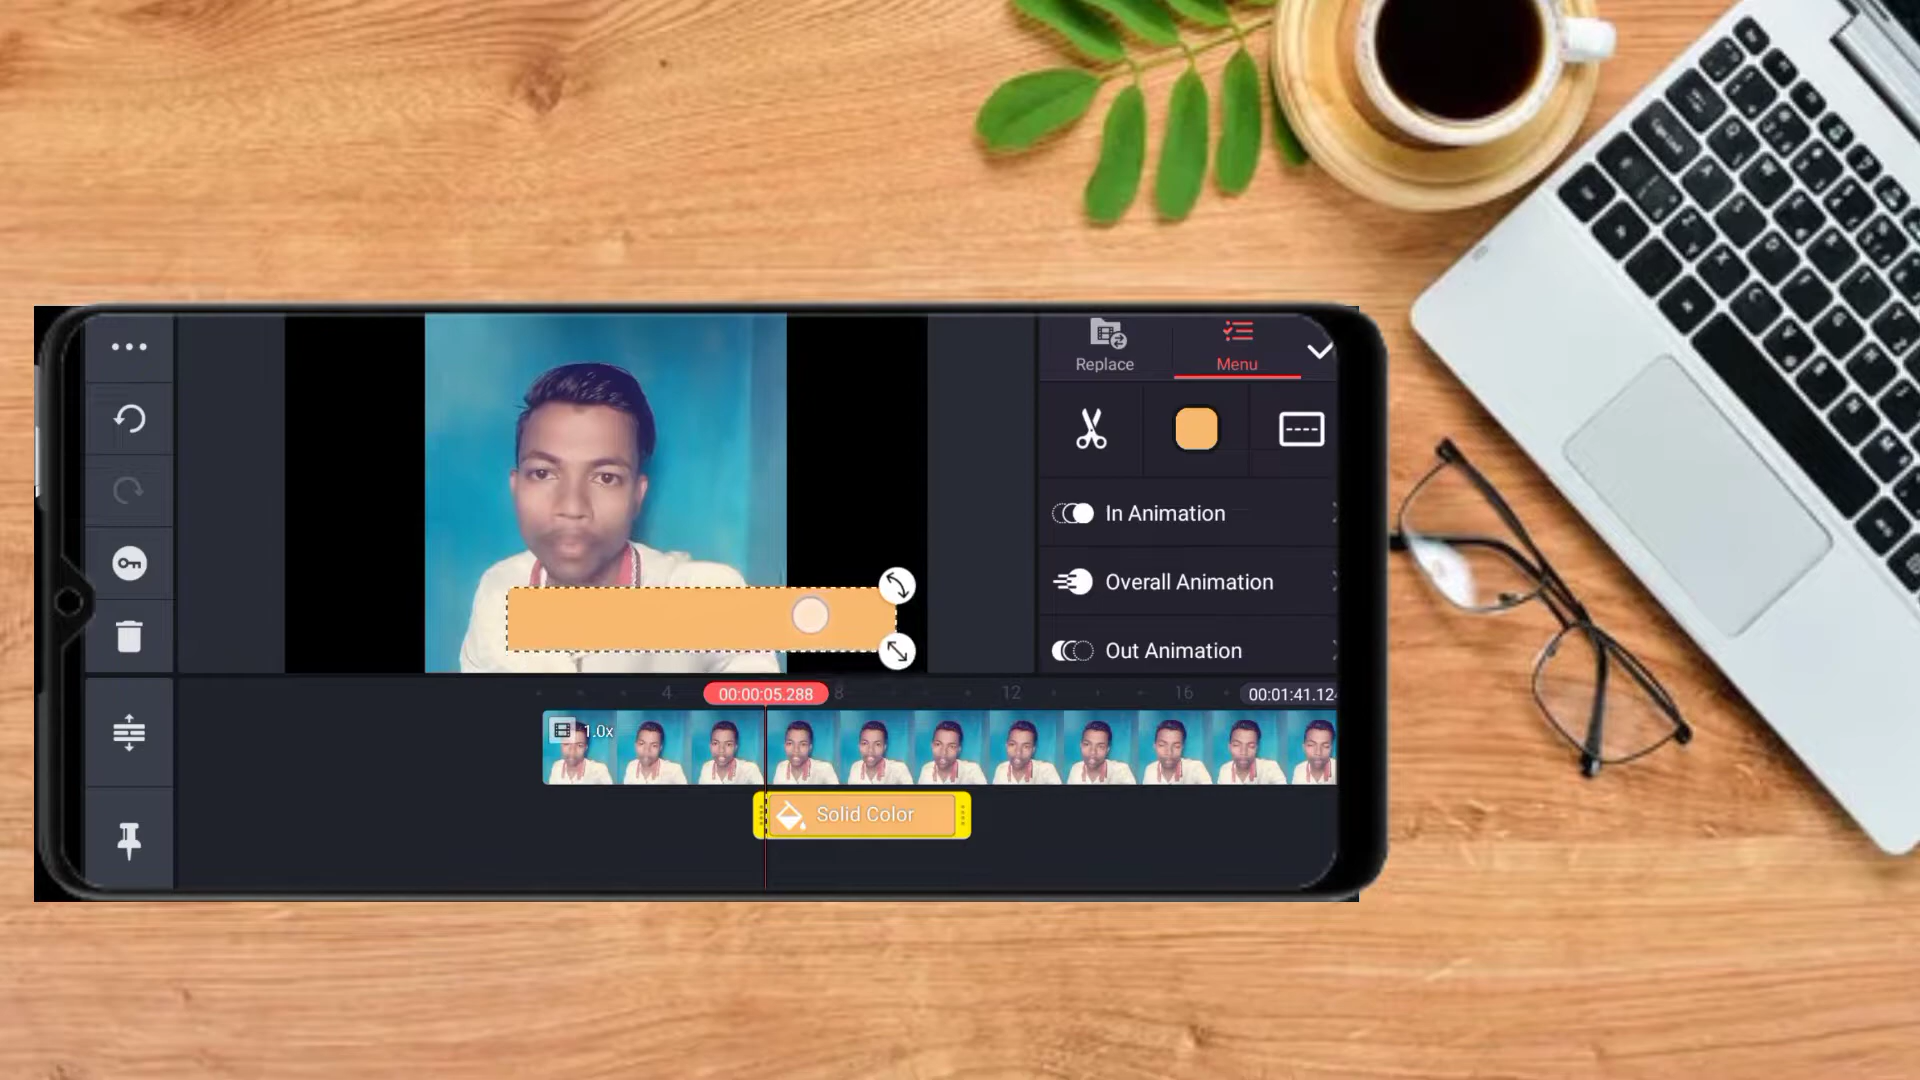 Replace
Menu
In Animation
Overall Animation
Out Animation
4
00:00:05.288
8
12
16
00:01:41.124
1.0x
Solid Color